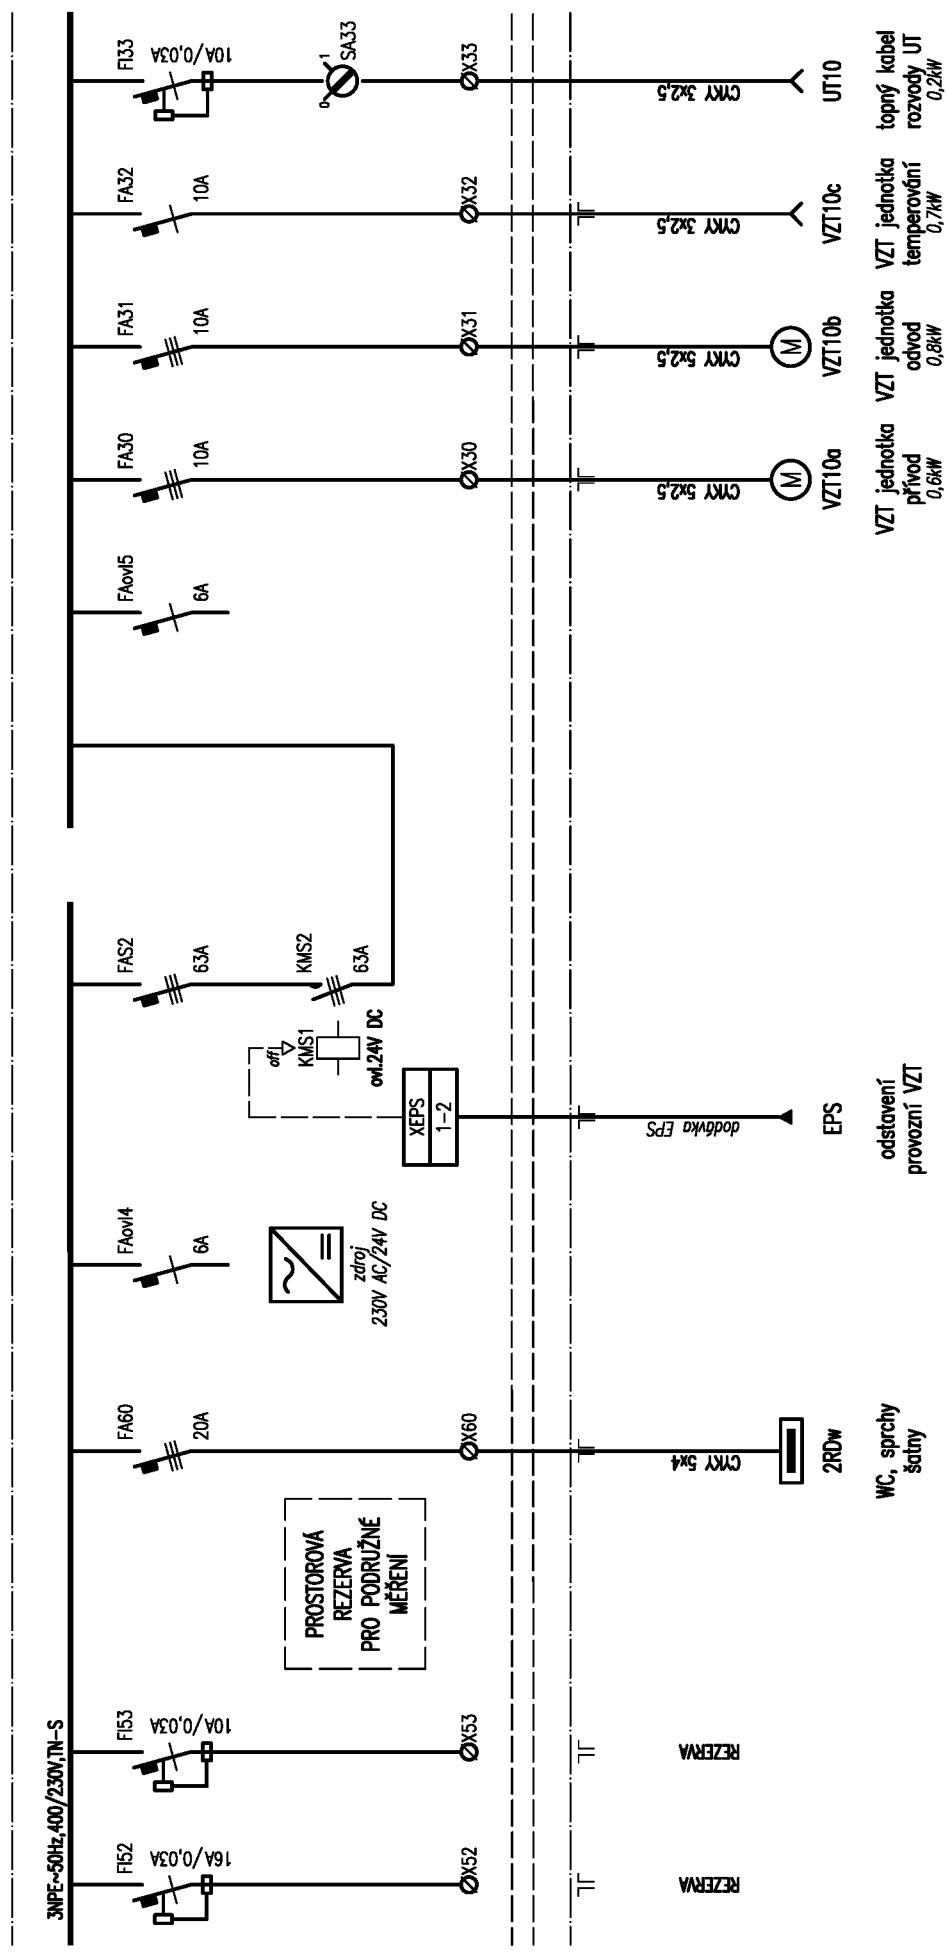 3NPE~50Hz,400/230V,TN-S
FI52
16A/0,03A
X52
REZERVA
FI53
10A/0,03A
X53
REZERVA
PROSTOROVÁ
REZERVA
PRO PODRUŽNÉ
MĚŘENÍ
FA60
20A
X60
CYKY 5x4
2RDw
WC, sprchy
šatny
FAovl4
6A
zdroj
230V AC/24V DC
XEPS
1-2
dodávka EPS
EPS
odstavení
provozní VZT
off
KMS1
ovl.24V DC
FAS2
63A
KMS2
63A
FAovl5
6A
FA30
10A
X30
CYKY 5x2,5
M
VZT10a
VZT jednotka
přívod
0,6kW
FA31
10A
X31
CYKY 5x2,5
M
VZT10b
VZT jednotka
odvod
0,8kW
FA32
10A
X32
CYKY 3x2,5
VZT10c
VZT jednotka
temperování
0,7kW
FI33
10A/0,03A
0
1
SA33
X33
CYKY 3x2,5
UT10
topný kabel
rozvody UT
0,2kW